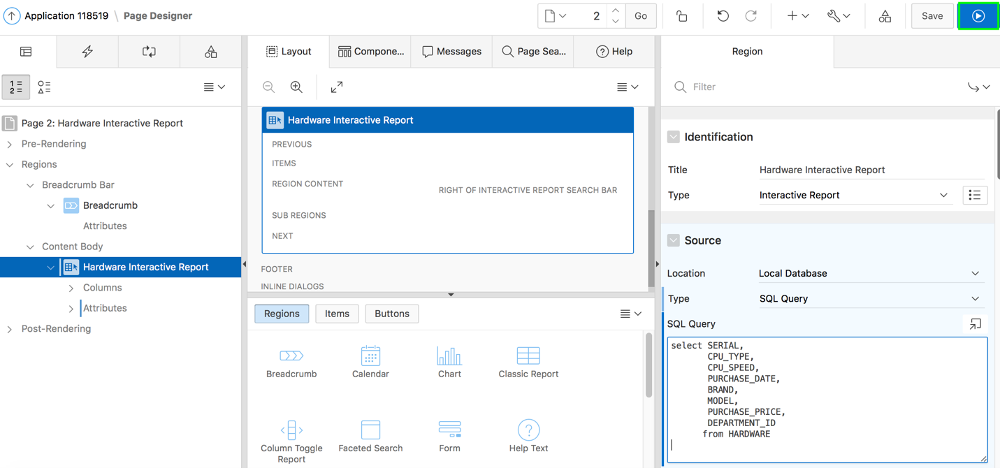 Application 118519 \ Page Designer
2
Go
Save
Layout
Compone...
Messages
Page Sea...
Help
Region
Filter
Page 2: Hardware Interactive Report
Pre-Rendering
Regions
Breadcrumb Bar
Breadcrumb
Attributes
Content Body
Hardware Interactive Report
Columns
Attributes
Post-Rendering
Hardware Interactive Report
PREVIOUS
ITEMS
REGION CONTENT
RIGHT OF INTERACTIVE REPORT SEARCH BAR
SUB REGIONS
NEXT
FOOTER
INLINE DIALOGS
Regions
Items
Buttons
Breadcrumb
Calendar
Chart
Classic Report
Column Toggle
Report
Faceted Search
Form
Help Text
Identification
Title
Hardware Interactive Report
Type
Interactive Report
Source
Location
Local Database
Type
SQL Query
SQL Query
select SERIAL,
CPU_TYPE,
CPU_SPEED,
PURCHASE_DATE,
BRAND,
MODEL,
PURCHASE_PRICE,
DEPARTMENT_ID
from HARDWARE